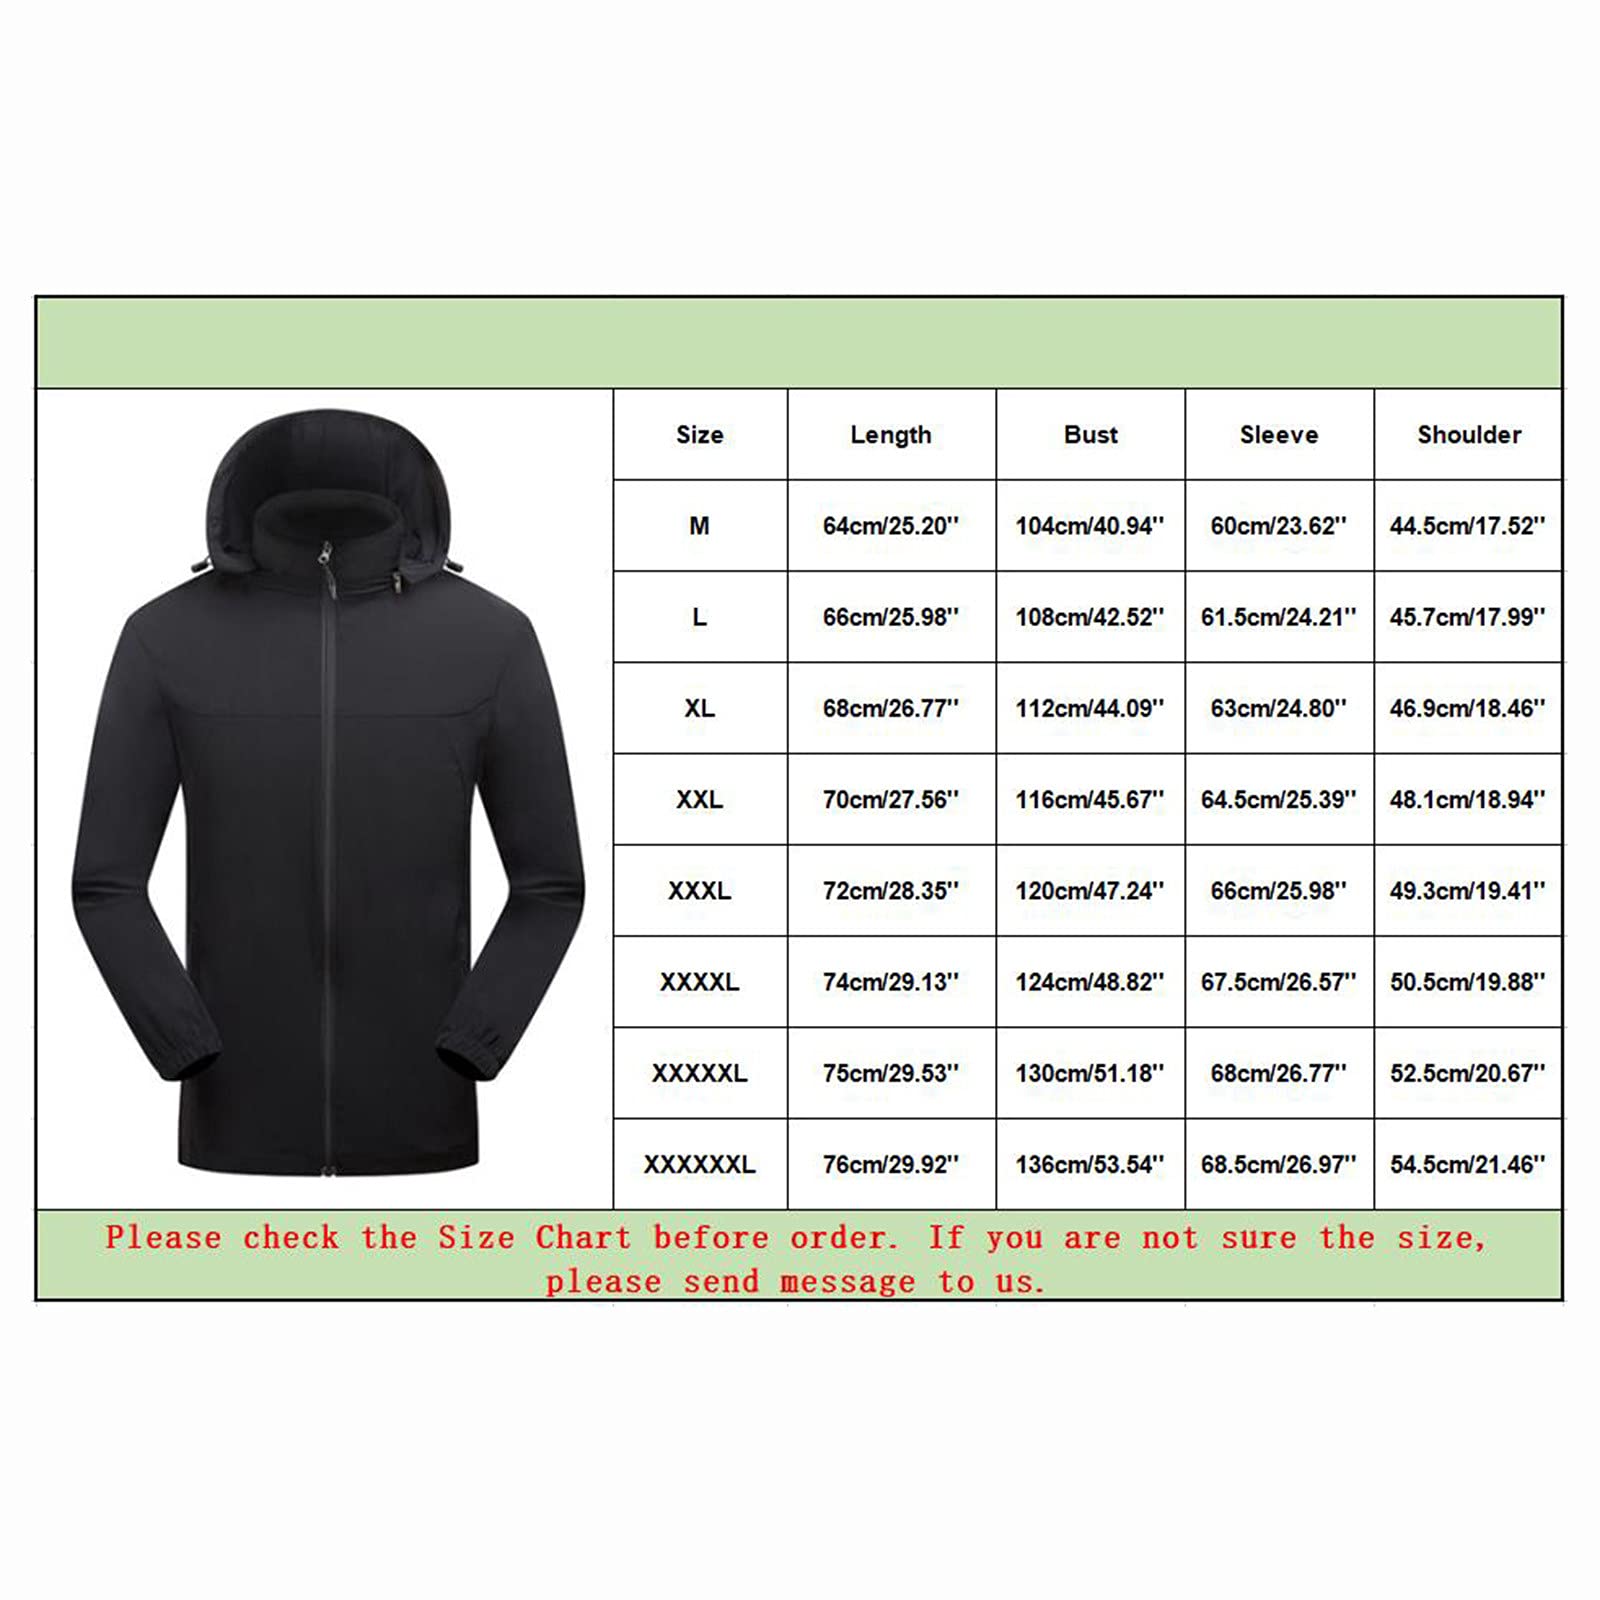 Size Length Bust Sleeve Shoulder
M 64cm/25.20'' 104cm/40.94'' 60cm/23.62'' 44.5cm/17.52''
L 66cm/25.98'' 108cm/42.52'' 61.5cm/24.21'' 45.7cm/17.99''
XL 68cm/26.77'' 112cm/44.09'' 63cm/24.80'' 46.9cm/18.46''
XXL 70cm/27.56'' 116cm/45.67'' 64.5cm/25.39'' 48.1cm/18.94''
XXXL 72cm/28.35'' 120cm/47.24'' 66cm/25.98'' 49.3cm/19.41''
XXXXL 74cm/29.13'' 124cm/48.82'' 67.5cm/26.57'' 50.5cm/19.88''
XXXXXL 75cm/29.53'' 130cm/51.18'' 68cm/26.77'' 52.5cm/20.67''
XXXXXXL 76cm/29.92'' 136cm/53.54'' 68.5cm/26.97'' 54.5cm/21.46''
Please check the Size Chart before order. If you are not sure the size,
please send message to us.